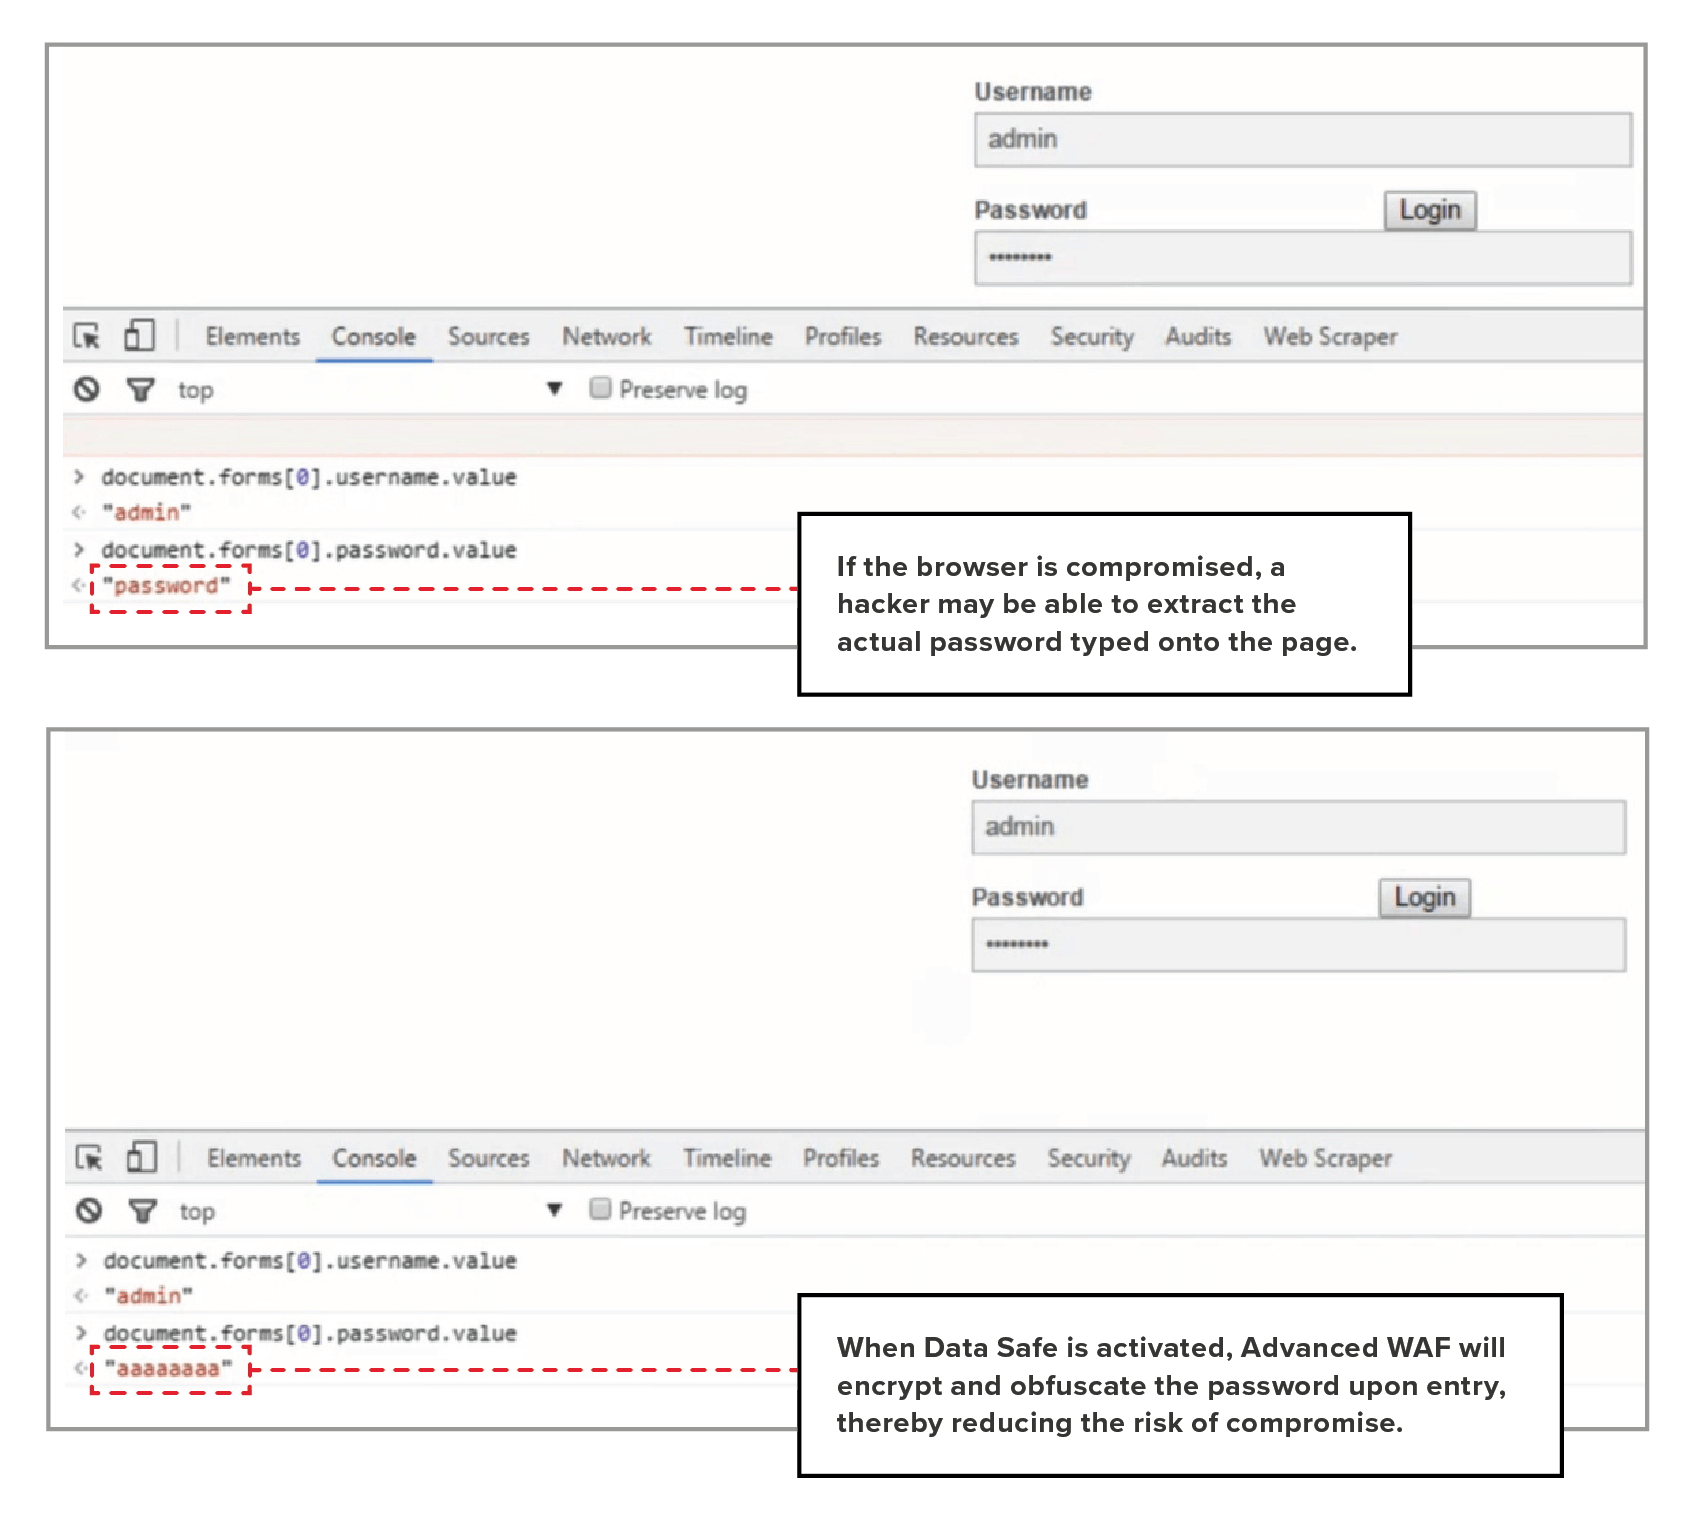 Username
admin
Password
Login
••••••••
Elements Console Sources Network Timeline Profiles Resources Security Audits Web Scraper
top ▼ Preserve log
> document.forms[0].username.value
<· "admin"
> document.forms[0].password.value
<· "password"
If the browser is compromised, a
hacker may be able to extract the
actual password typed onto the page.
Username
admin
Password
Login
••••••••
Elements Console Sources Network Timeline Profiles Resources Security Audits Web Scraper
top ▼ Preserve log
> document.forms[0].username.value
<· "admin"
> document.forms[0].password.value
<· "aaaaaaaa"
When Data Safe is activated, Advanced WAF will
encrypt and obfuscate the password upon entry,
thereby reducing the risk of compromise.